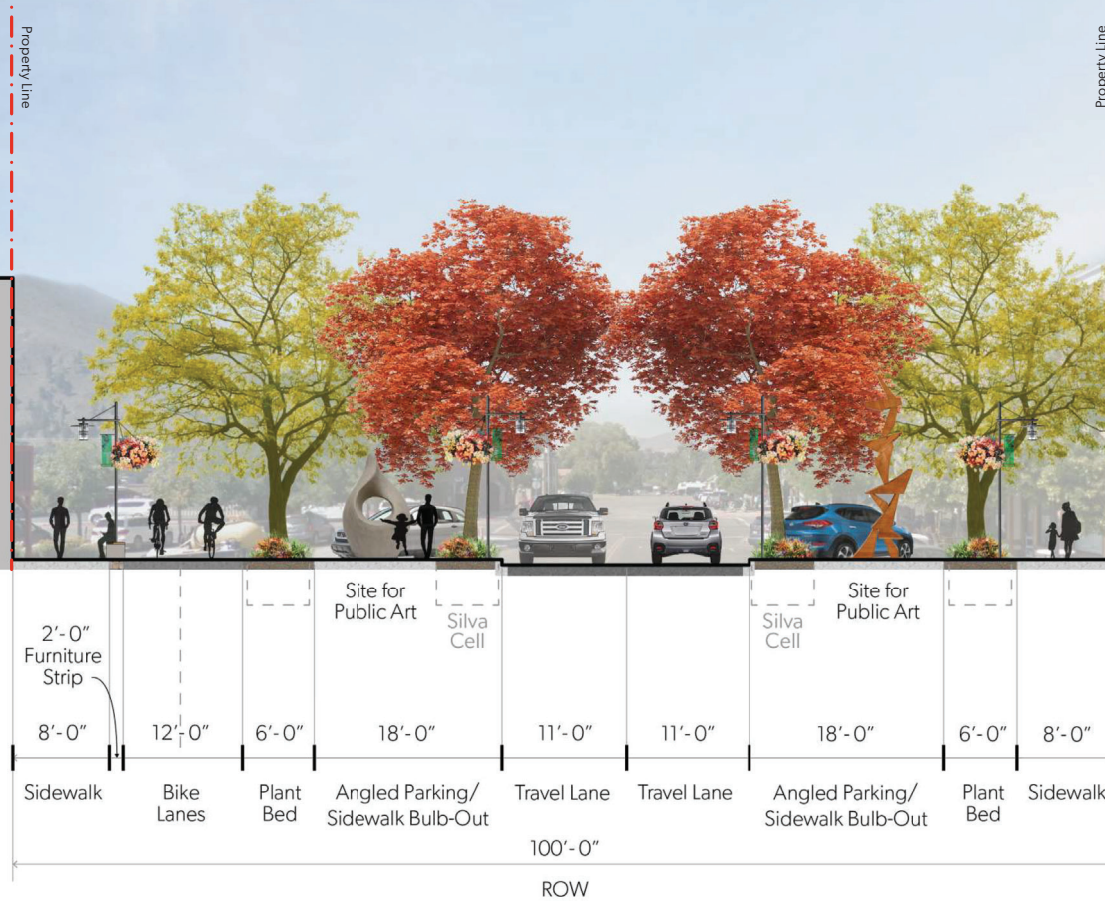 Property Line
Property Line
Site for
Public Art
Silva
Cell
Silva
Cell
Site for
Public Art
2'-0"
Furniture
Strip
8'-0"
12'-0"
6'-0"
18'-0"
11'-0"
11'-0"
18'-0"
6'-0"
8'-0"
Sidewalk
Bike
Lanes
Plant
Bed
Angled Parking/
Sidewalk Bulb-Out
Travel Lane
Travel Lane
Angled Parking/
Sidewalk Bulb-Out
Plant
Bed
Sidewalk
100'-0"
ROW